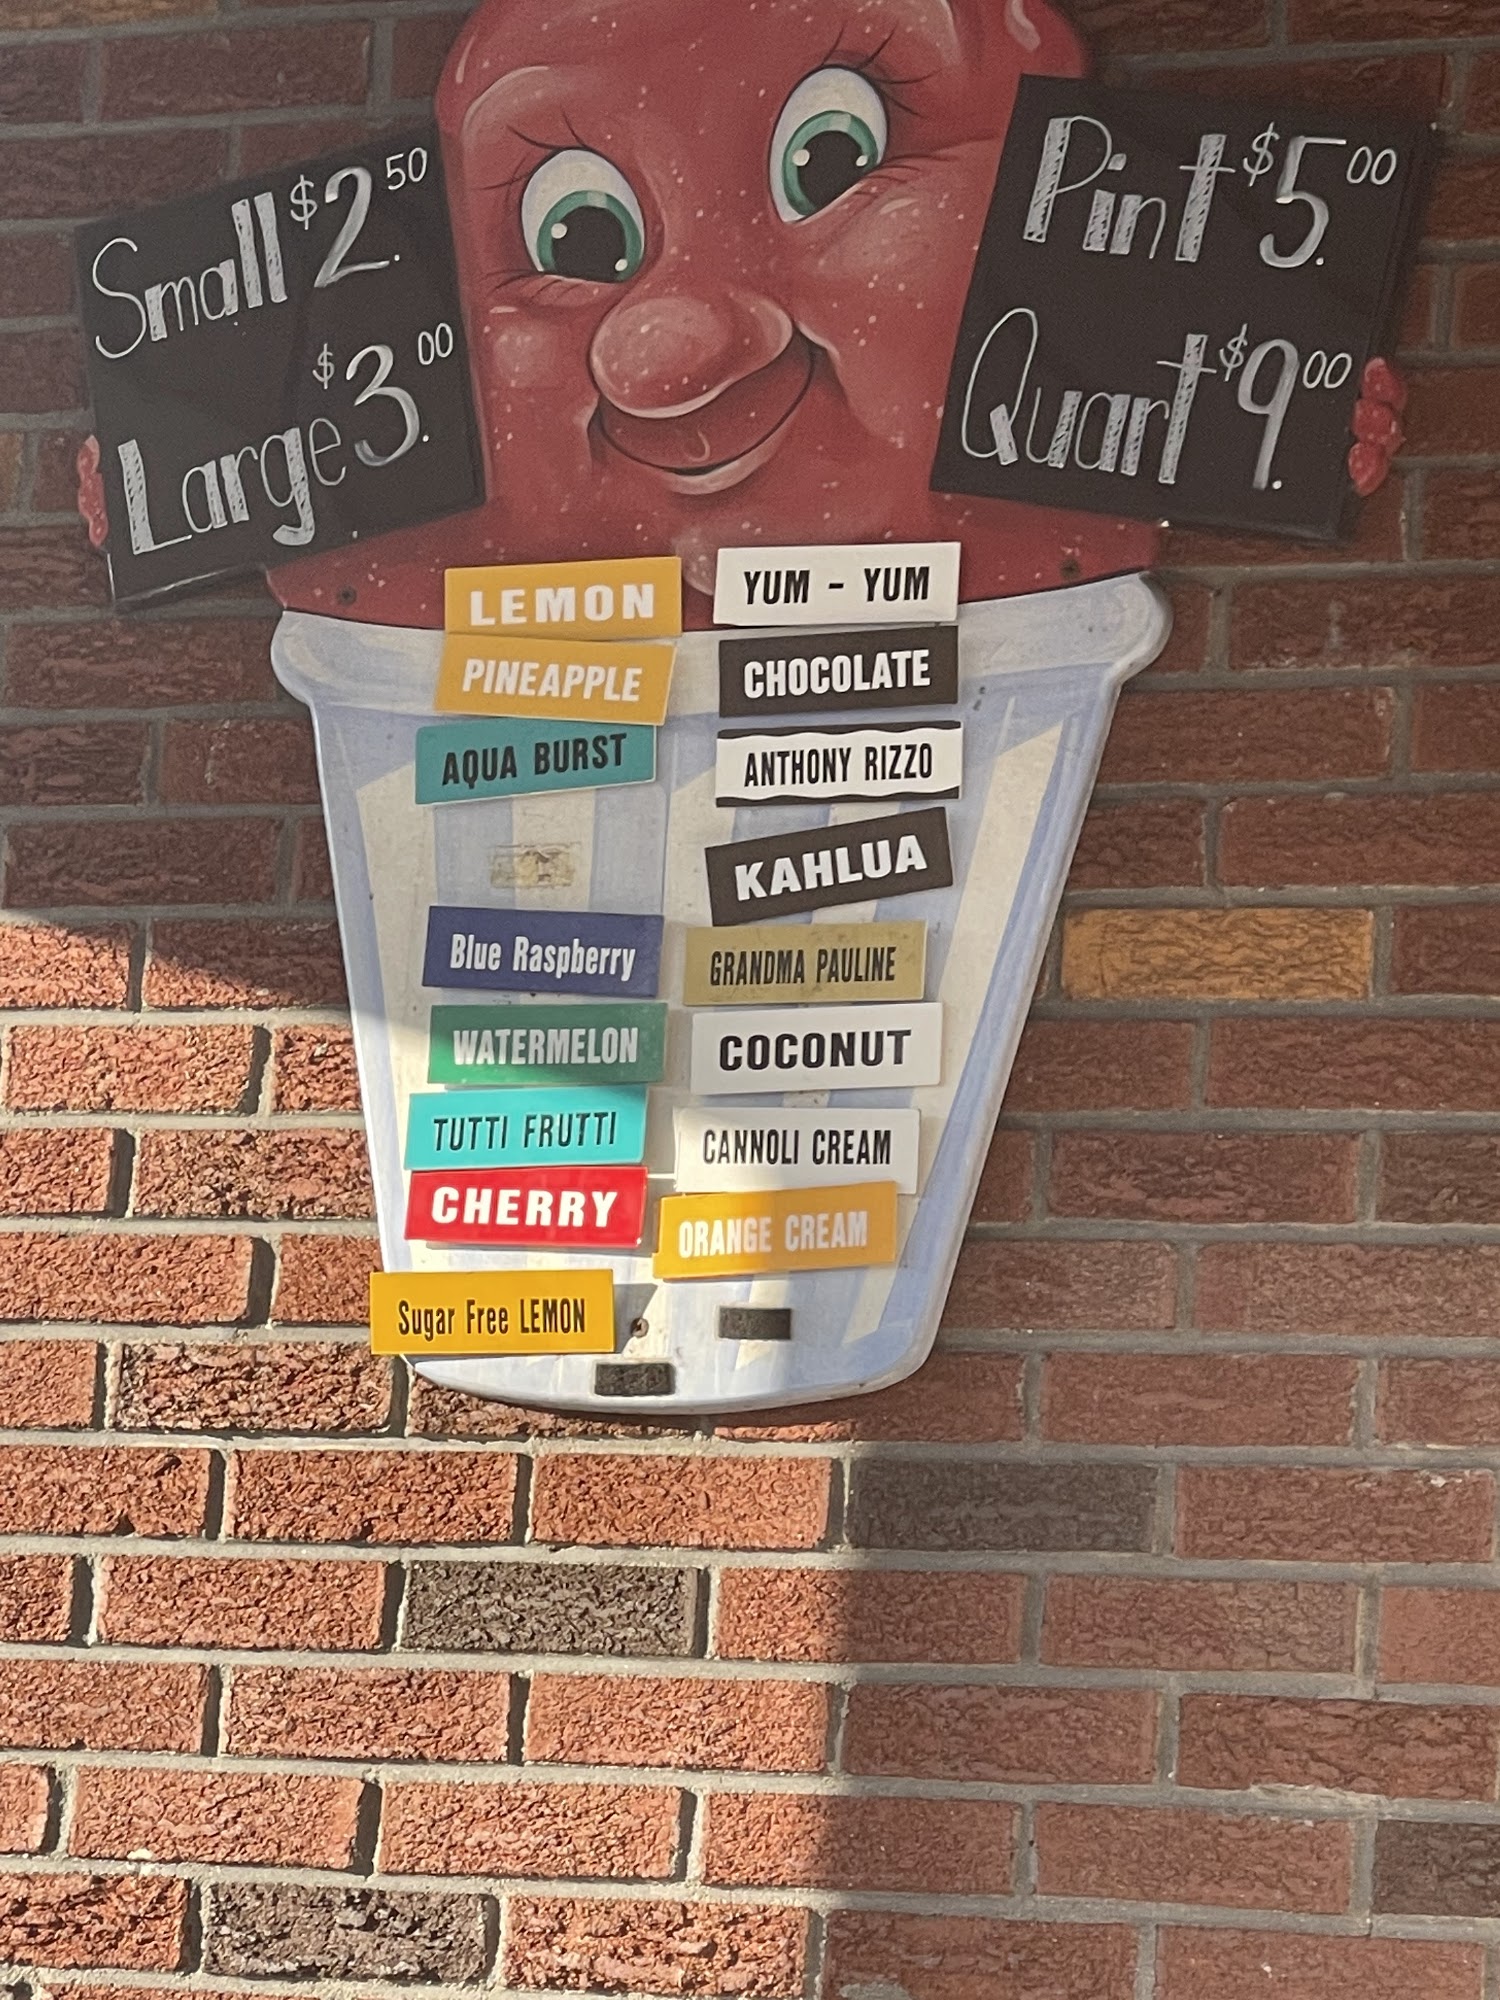 Small $2.50
Large $3.00
Pint $5.00
Quart $9.00
LEMON
PINEAPPLE
AQUA BURST
Blue Raspberry
WATERMELON
TUTTI FRUTTI
CHERRY
Sugar Free LEMON
YUM - YUM
CHOCOLATE
ANTHONY RIZZO
KAHLUA
GRANDMA PAULINE
COCONUT
CANNOLI CREAM
ORANGE CREAM